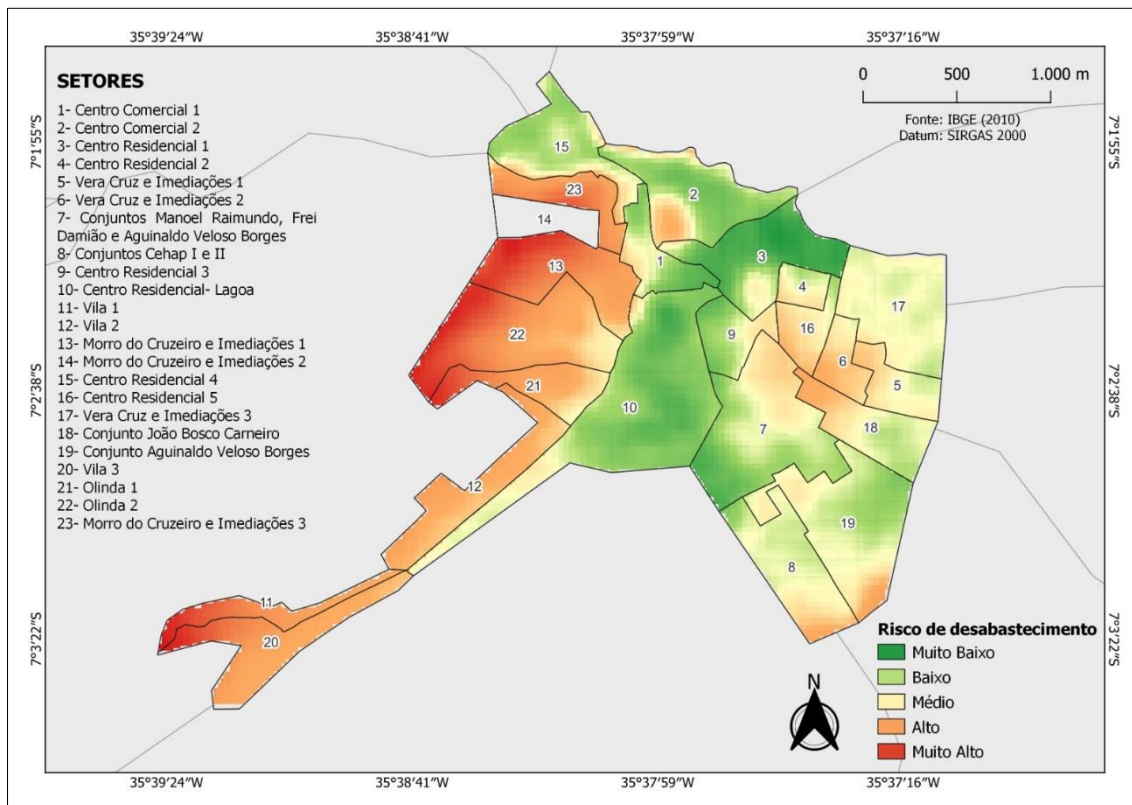 35°39'24"W 35°38'41"W 35°37'59"W 35°37'16"W
SETORES
1- Centro Comercial 1
2- Centro Comercial 2
3- Centro Residencial 1
4- Centro Residencial 2
5- Vera Cruz e Imediações 1
6- Vera Cruz e Imediações 2
7- Conjuntos Manoel Raimundo, Frei
Damião e Aguinaldo Veloso Borges
8- Conjuntos Cehap I e II
9- Centro Residencial 3
10- Centro Residencial- Lagoa
11- Vila 1
12- Vila 2
13- Morro do Cruzeiro e Imediações 1
14- Morro do Cruzeiro e Imediações 2
15- Centro Residencial 4
16- Centro Residencial 5
17- Vera Cruz e Imediações 3
18- Conjunto João Bosco Carneiro
19- Conjunto Aguinaldo Veloso Borges
20- Vila 3
21- Olinda 1
22- Olinda 2
23- Morro do Cruzeiro e Imediações 3
0 500 1.000 m
Fonte: IBGE (2010)
Datum: SIRGAS 2000
7°1'55"S
7°1'55"S
15
23
2
14
1
3
13
4
17
22
9
16
6
5
21
10
7
18
7°2'38"S
7°2'38"S
12
19
8
11
20
7°3'22"S
7°3'22"S
Risco de desabastecimento
Muito Baixo
Baixo
Médio
Alto
Muito Alto
N
35°39'24"W 35°38'41"W 35°37'59"W 35°37'16"W